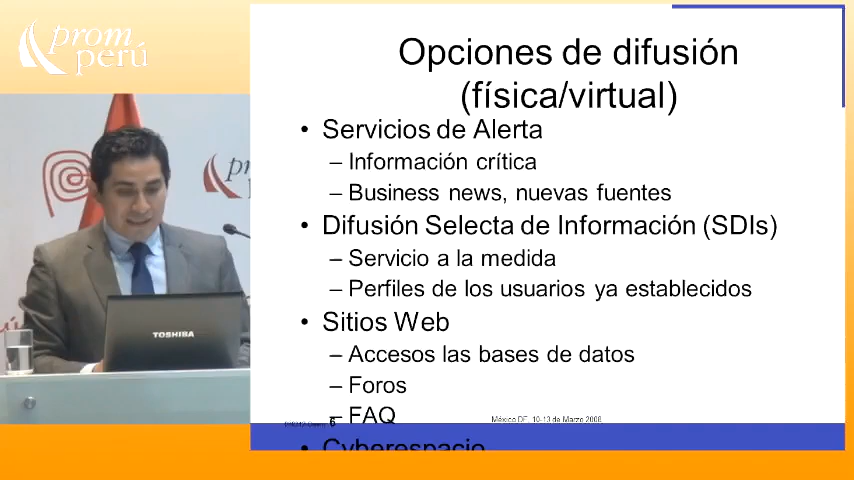 prom
perú
TOSHIBA
Opciones de difusión
(física/virtual)
• Servicios de Alerta
– Información crítica
– Business news, nuevas fuentes
• Difusión Selecta de Información (SDIs)
– Servicio a la medida
– Perfiles de los usuarios ya establecidos
• Sitios Web
– Accesos las bases de datos
– Foros
– FAQ
6
México DF, 10-13 de Marzo 2008
• Cyberespacio